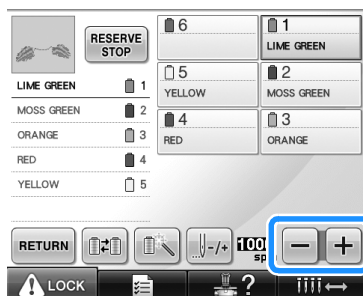 RESERVE
STOP
LIME GREEN 1
MOSS GREEN 2
ORANGE 3
RED 4
YELLOW 5
6
1
LIME GREEN
5
YELLOW
2
MOSS GREEN
4
RED
3
ORANGE
RETURN
-/+
100
sp
− +
LOCK
?